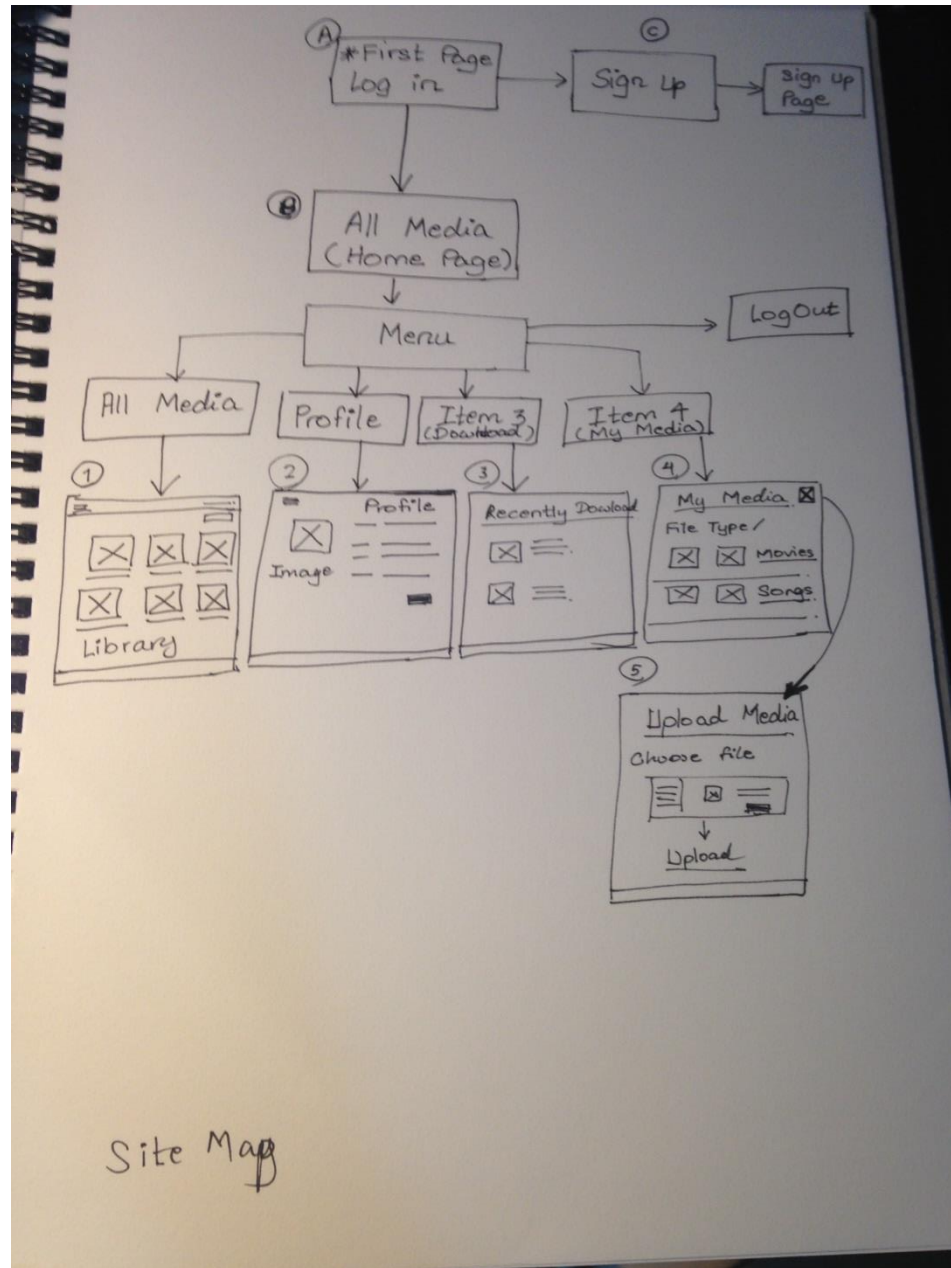 A
*First Page
Log in
C
Sign Up
Sign Up
Page
B
All Media
(Home Page)
Menu
LogOut
All Media
Profile
Item 3
(Download)
Item 4
(My Media)
1
Library
2
Profile
Image
3
Recently Dowload
4
My Media
File Type/
Movies
Songs
5
Upload Media
Choose file
Upload
Site Map